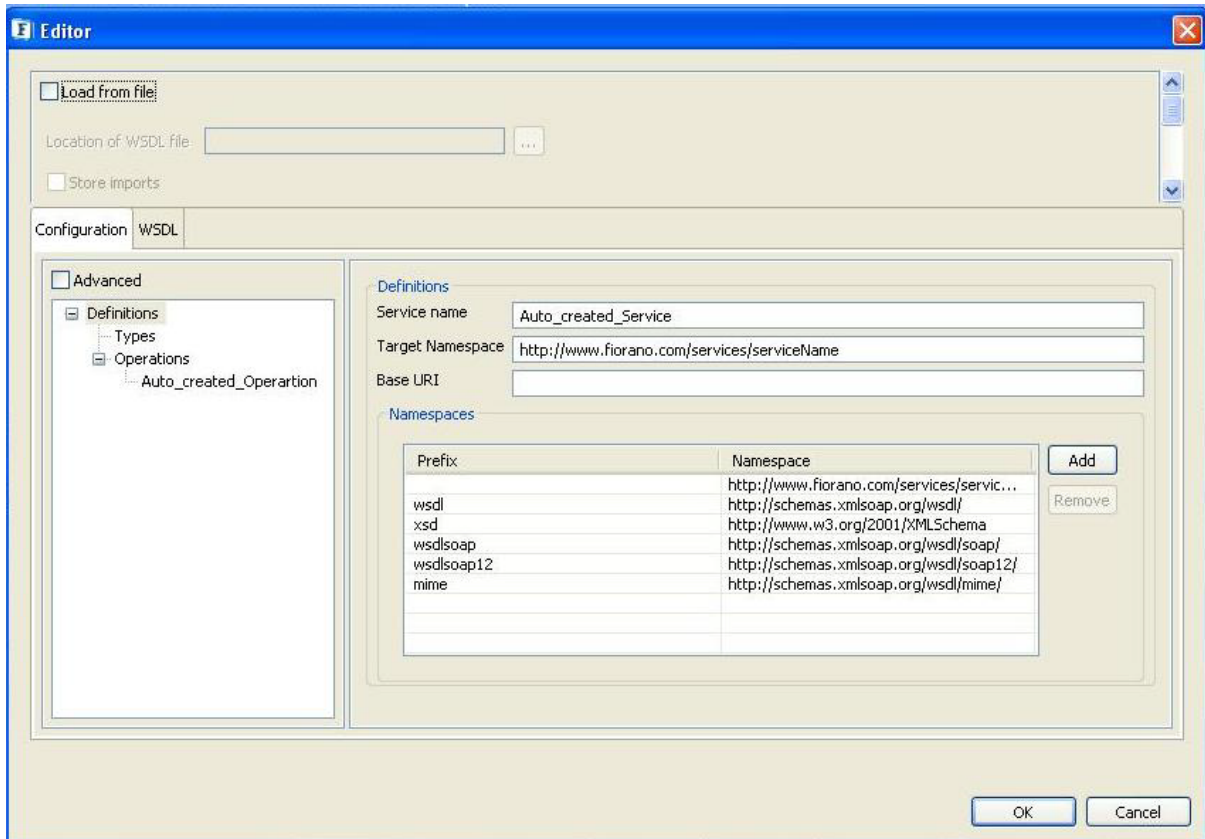 Editor
Load from file
Location of WSDL file
...
Store imports
Configuration WSDL
Advanced
Definitions
Types
Operations
Auto_created_Operartion
Definitions
Service name Auto_created_Service
Target Namespace http://www.fiorano.com/services/serviceName
Base URI
Namespaces
Prefix Namespace
http://www.fiorano.com/services/servic...
wsdl http://schemas.xmlsoap.org/wsdl/
xsd http://www.w3.org/2001/XMLSchema
wsdlsoap http://schemas.xmlsoap.org/wsdl/soap/
wsdlsoap12 http://schemas.xmlsoap.org/wsdl/soap12/
mime http://schemas.xmlsoap.org/wsdl/mime/
Add
Remove
OK Cancel